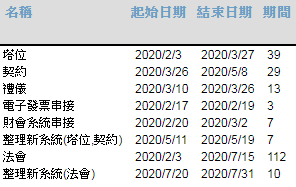 名稱 起始日期 結束日期 期間
塔位 2020/2/3 2020/3/27 39
契約 2020/3/26 2020/5/8 29
禮儀 2020/3/10 2020/3/26 13
電子發票串接 2020/2/17 2020/2/19 3
財會系統串接 2020/2/20 2020/3/2 7
整理新系統(塔位,契約) 2020/5/11 2020/5/19 7
法會 2020/2/3 2020/7/15 112
整理新系統(法會) 2020/7/20 2020/7/31 10